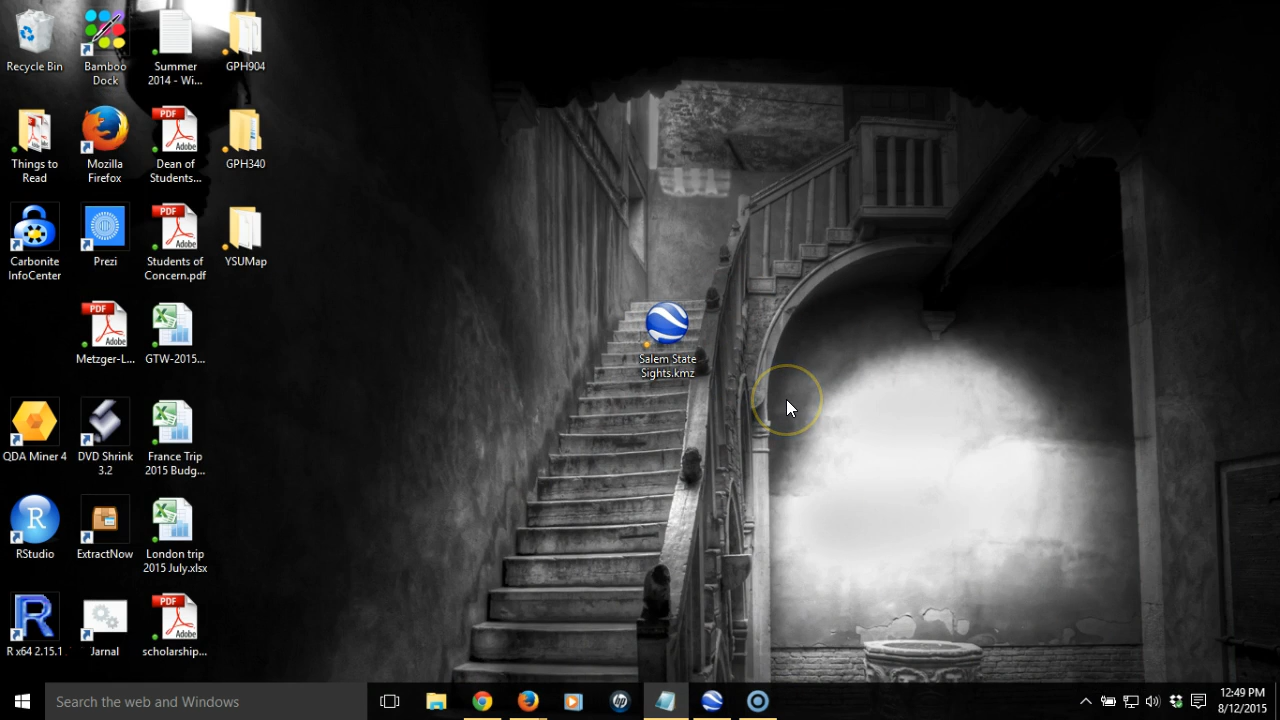 Recycle Bin
Bamboo
Dock
Summer
2014 - Wi...
GPH904
Things to
Read
Mozilla
Firefox
PDF
Adobe
Dean of
Students...
GPH340
Carbonite
InfoCenter
Prezi
PDF
Adobe
Students of
Concern.pdf
YSUMap
PDF
Adobe
Metzger-L...
GTW-2015...
Salem State
Sights.kmz
QDA Miner 4
DVD Shrink
3.2
France Trip
2015 Budg...
RStudio
ExtractNow
London trip
2015 July.xlsx
R x64 2.15.1
Jarnal
PDF
Adobe
scholarship...
Search the web and Windows
hp
12:49 PM
8/12/2015